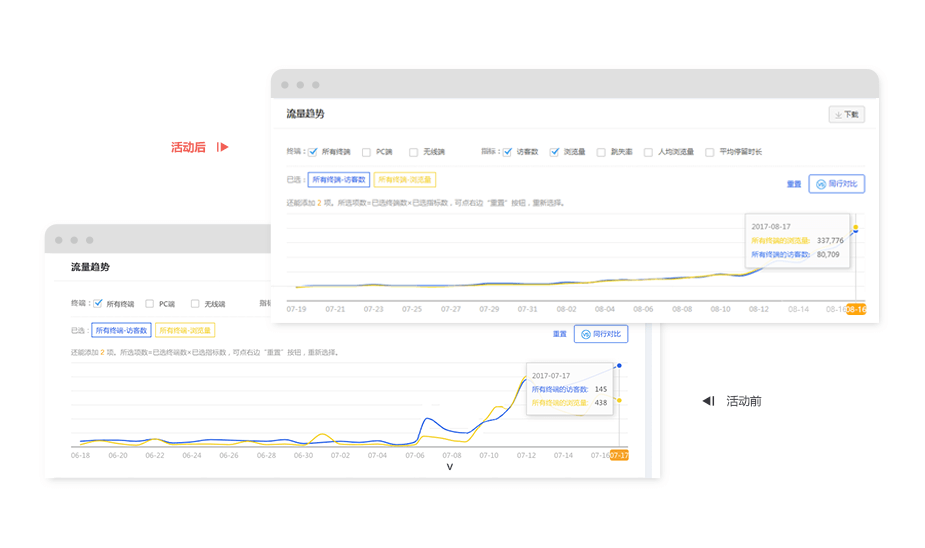 流量趋势
下载
活动后
终端： 所有终端 PC端 无线端 指标： 访客数 浏览量 跳失率 人均浏览量 平均停留时长
已选： 所有终端-访客数 所有终端-浏览量 重置 同行对比
还能添加 2 项。所选项数=已选终端数×已选指标数，可点右边“重置”按钮，重新选择。
2017-08-17
所有终端的浏览量: 337,776
所有终端的访客数: 80,709
07-19 07-21 07-23 07-25 07-27 07-29 07-31 08-02 08-04 08-06 08-08 08-10 08-12 08-14 08-16 08-16
流量趋势
终端： 所有终端 PC端 无线端 指标
已选： 所有终端-访客数 所有终端-浏览量 重置 同行对比
还能添加 2 项。所选项数=已选终端数×已选指标数，可点右边“重置”按钮，重新选择。
2017-07-17
所有终端的访客数: 145
所有终端的浏览量 438
活动前
06-18 06-20 06-22 06-24 06-26 06-28 06-30 07-02 07-04 07-06 07-08 07-10 07-12 07-14 07-16 07-17
V